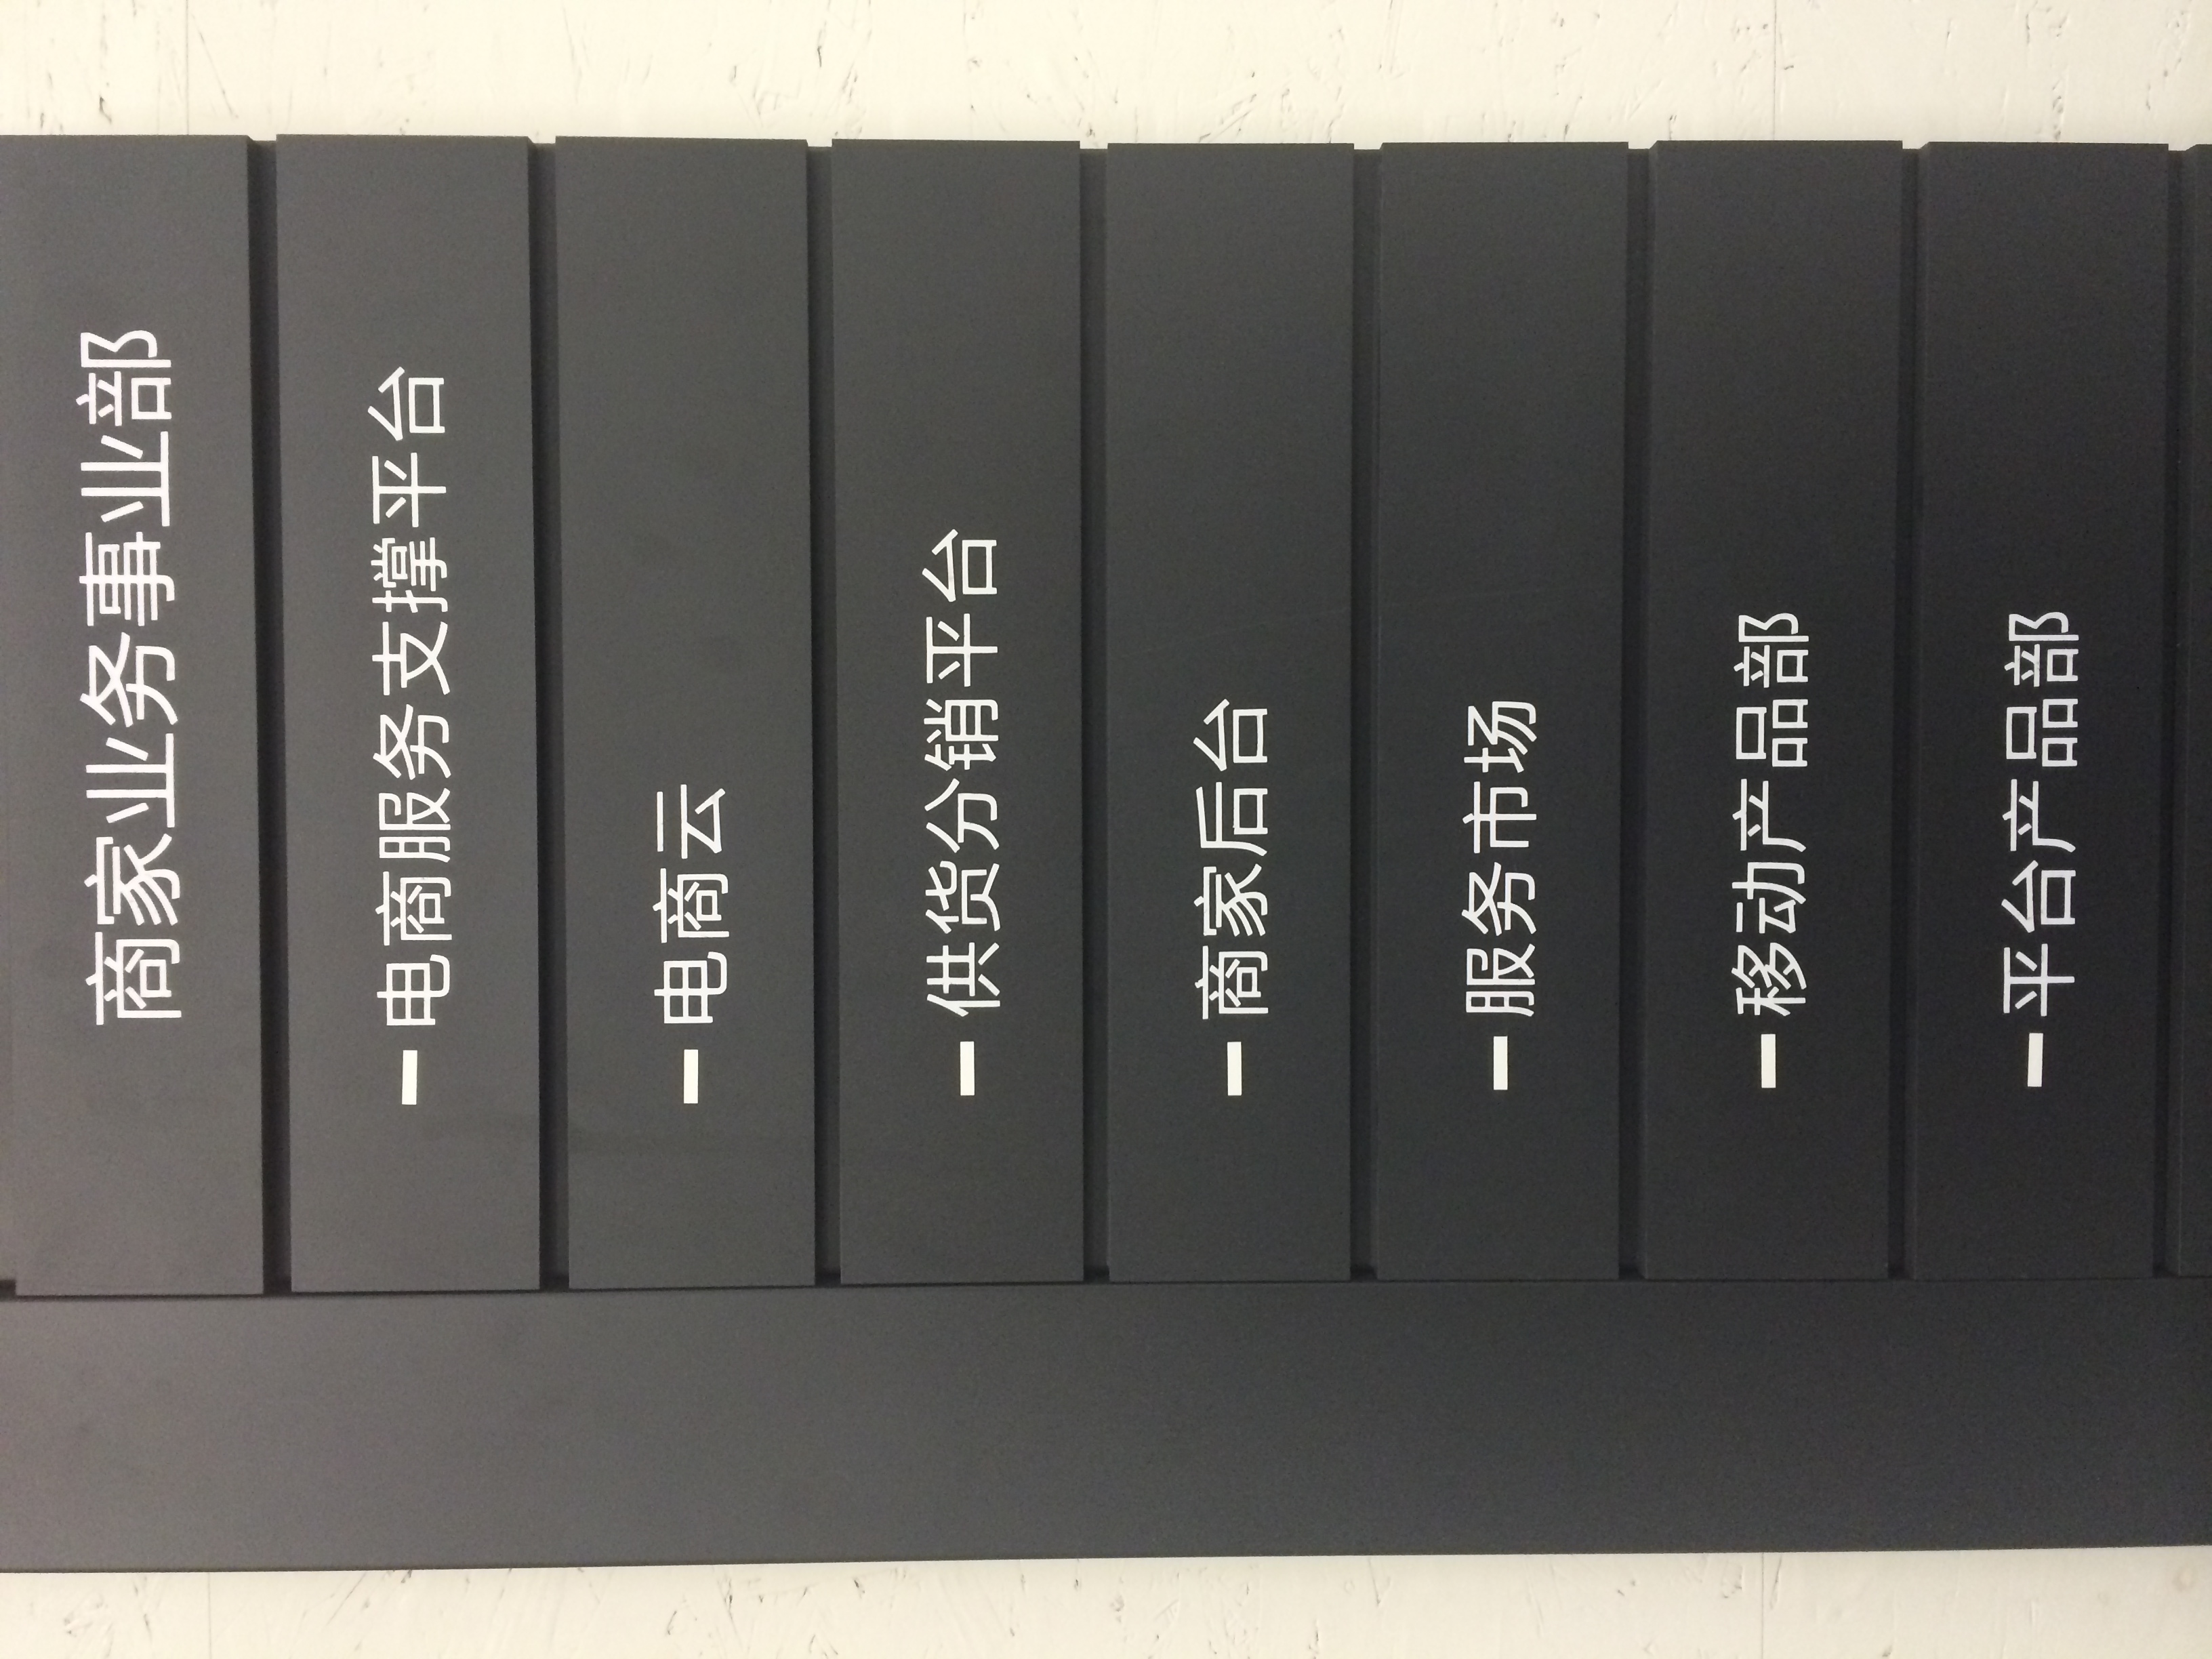 商家业务事业部
- 电商服务支撑平台
- 电商云
- 供货分销平台
- 商家后台
- 服务市场
- 移动产品部
- 平台产品部